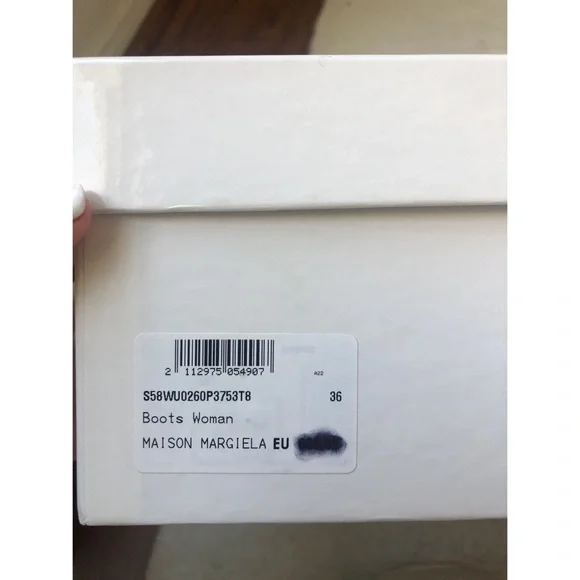 2 112975 054907
A22
S58WU0260P3753T8 36
Boots Woman
MAISON MARGIELA EU